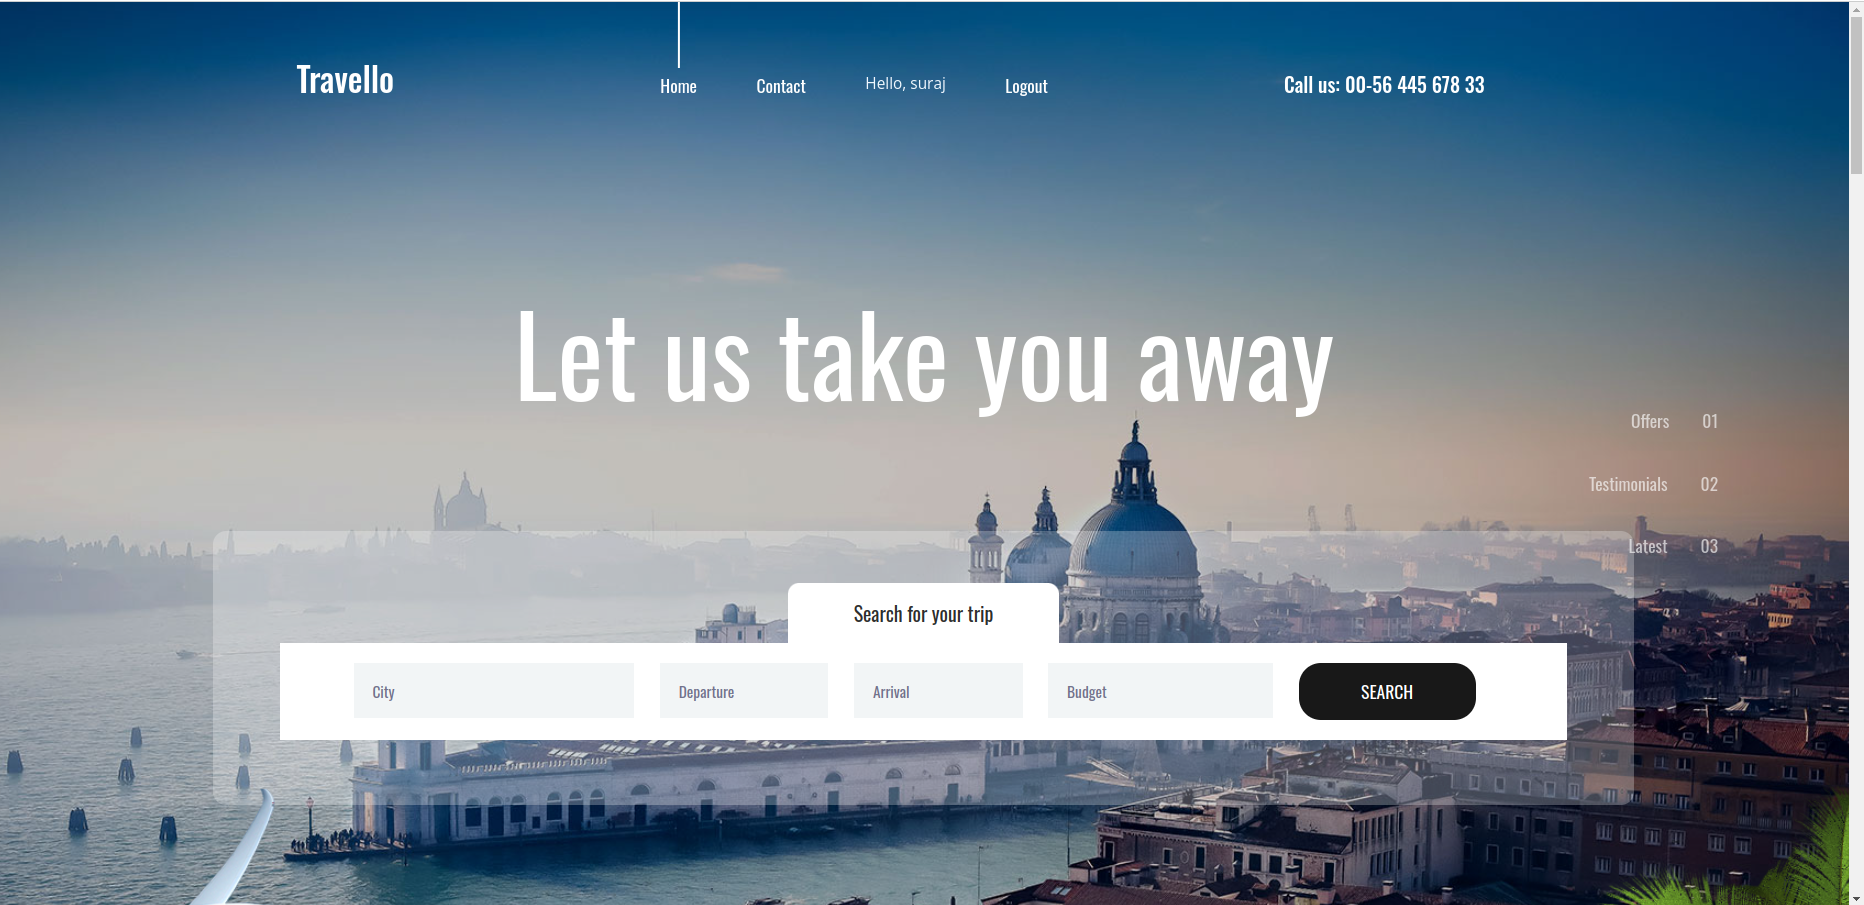 Travello
Home
Contact
Hello, suraj
Logout
Call us: 00-56 445 678 33
Let us take you away
Offers 01
Testimonials 02
Latest 03
Search for your trip
City
Departure
Arrival
Budget
SEARCH